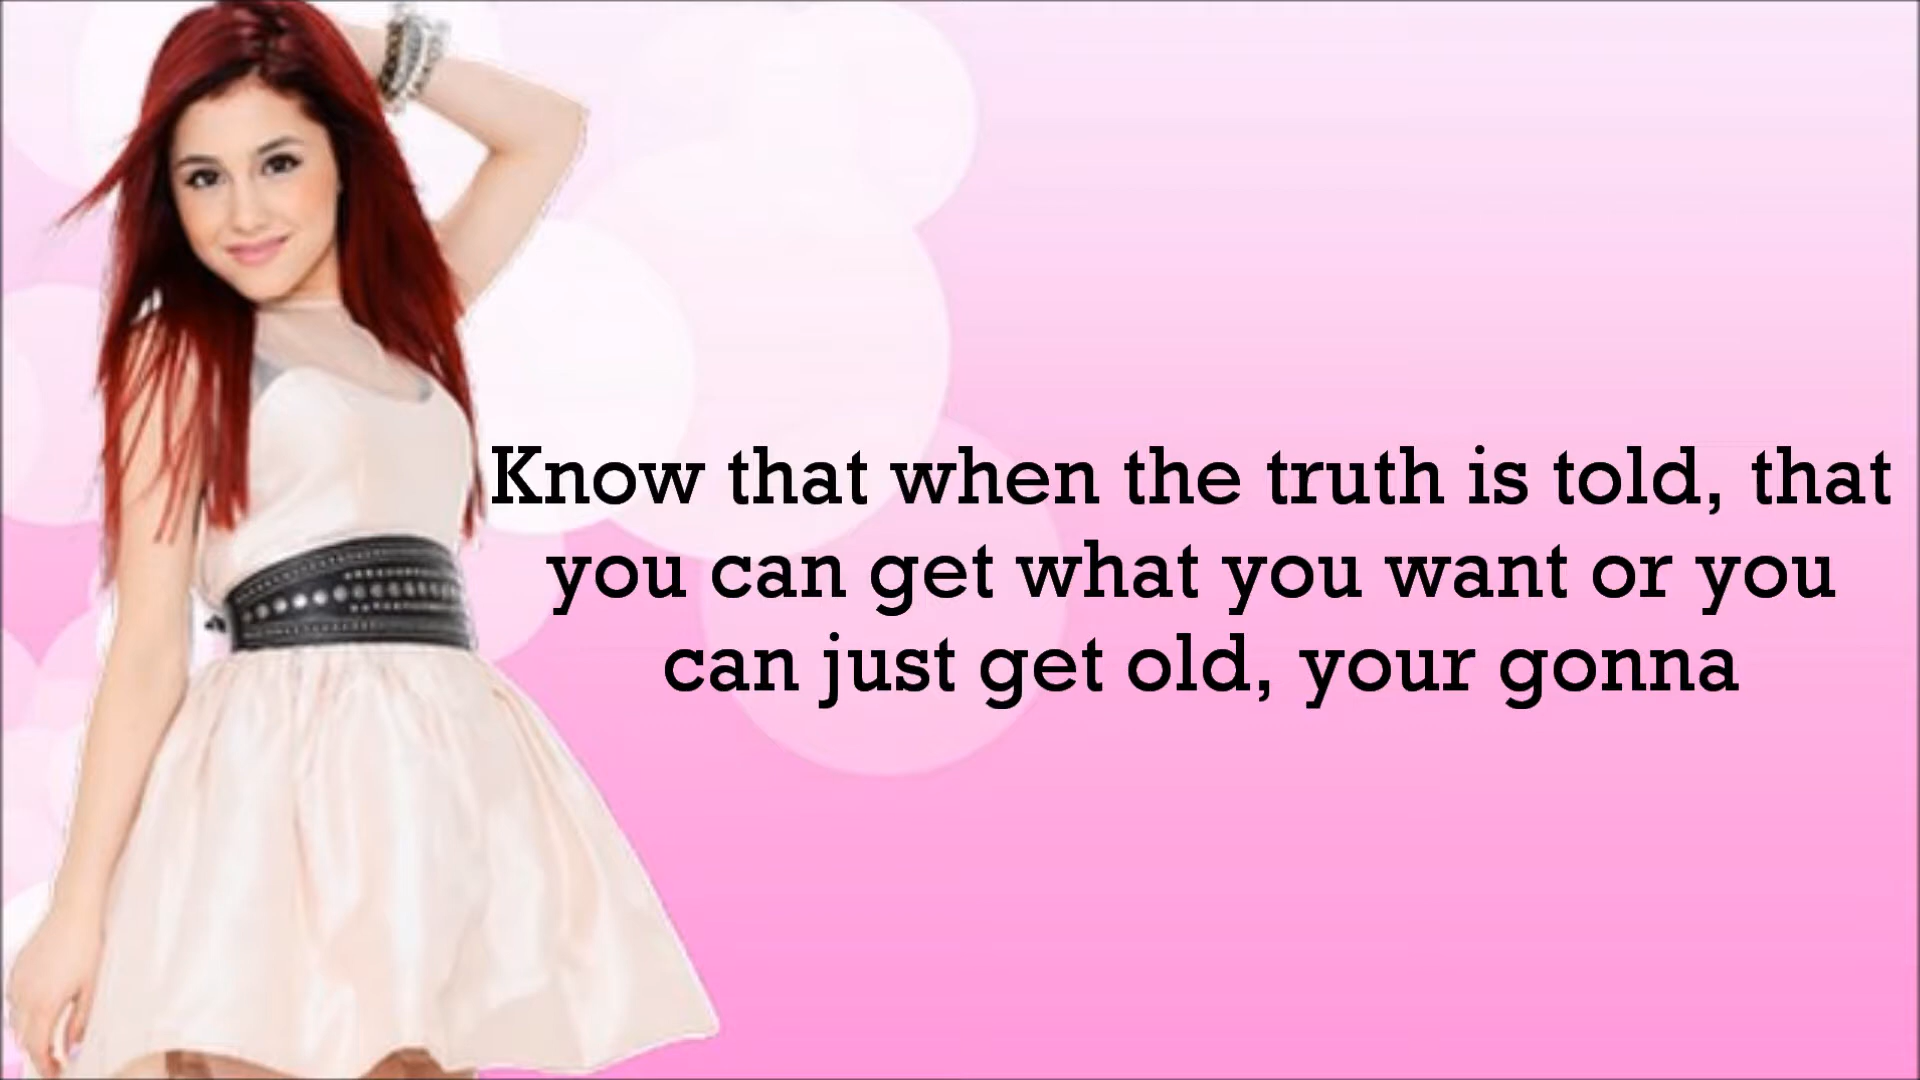 Know that when the truth is told, that
you can get what you want or you
can just get old, your gonna